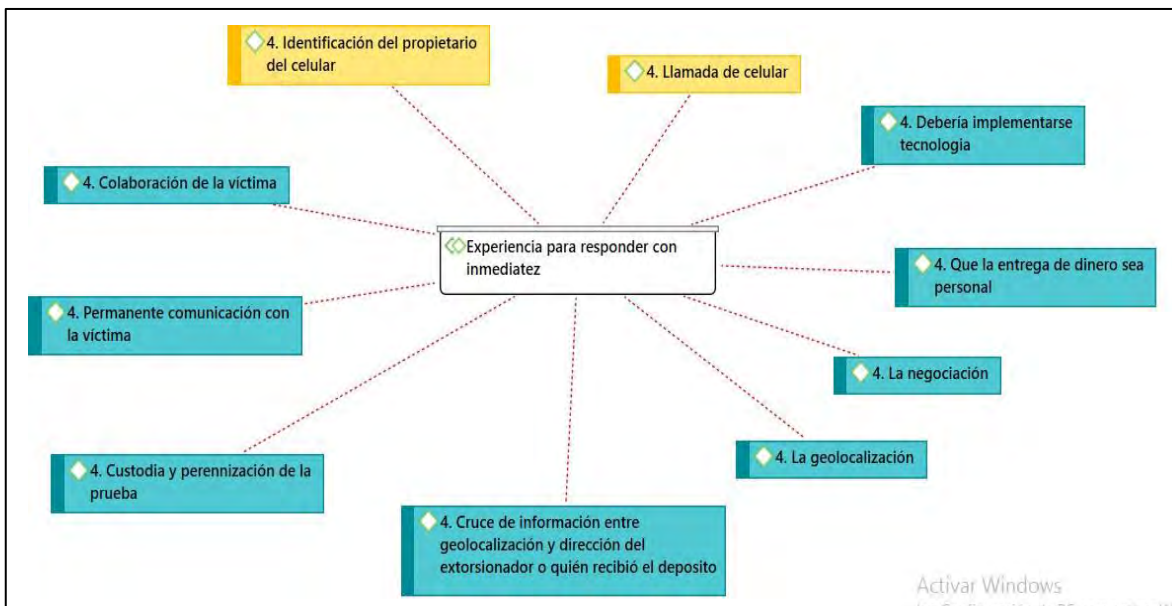 4. Identificación del propietario
del celular
4. Llamada de celular
4. Debería implementarse
tecnologia
4. Colaboración de la víctima
Experiencia para responder con
inmediatez
4. Que la entrega de dinero sea
personal
4. Permanente comunicación con
la víctima
4. La negociación
4. La geolocalización
4. Custodia y perennización de la
prueba
4. Cruce de información entre
geolocalización y dirección del
extorsionador o quién recibió el deposito
Activar Windows